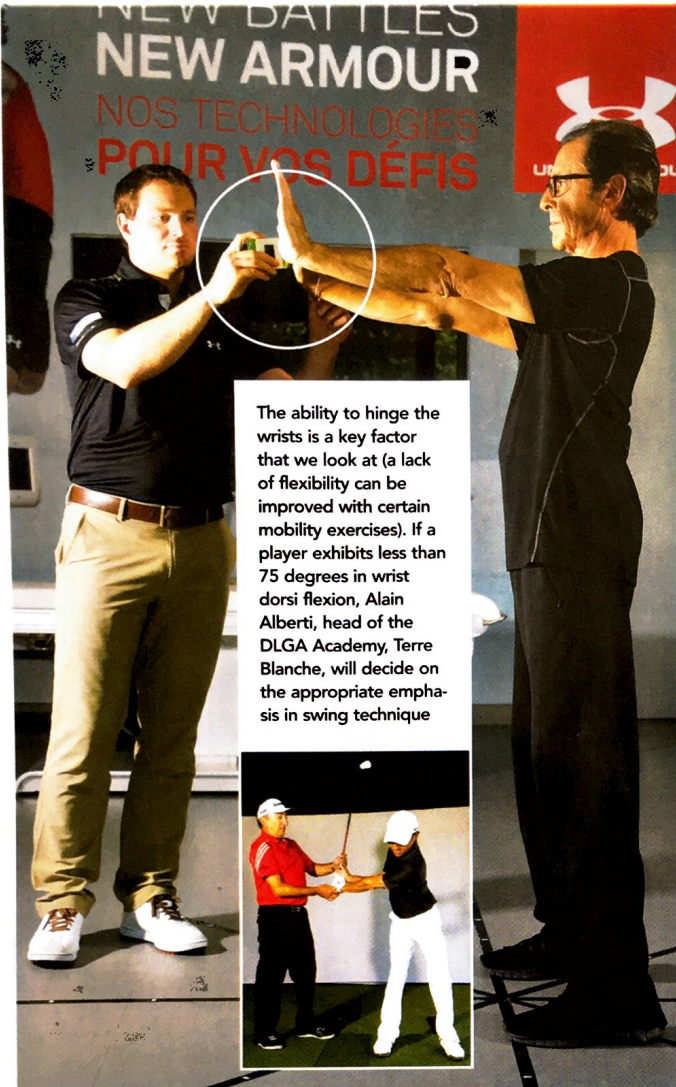 NEW BATTLES
NEW ARMOUR
NOS TECHNOLOGIES
POUR VOS DÉFIS
The ability to hinge the
wrists is a key factor
that we look at (a lack
of flexibility can be
improved with certain
mobility exercises). If a
player exhibits less than
75 degrees in wrist
dorsi flexion, Alain
Alberti, head of the
DLGA Academy, Terre
Blanche, will decide on
the appropriate empha-
sis in swing technique